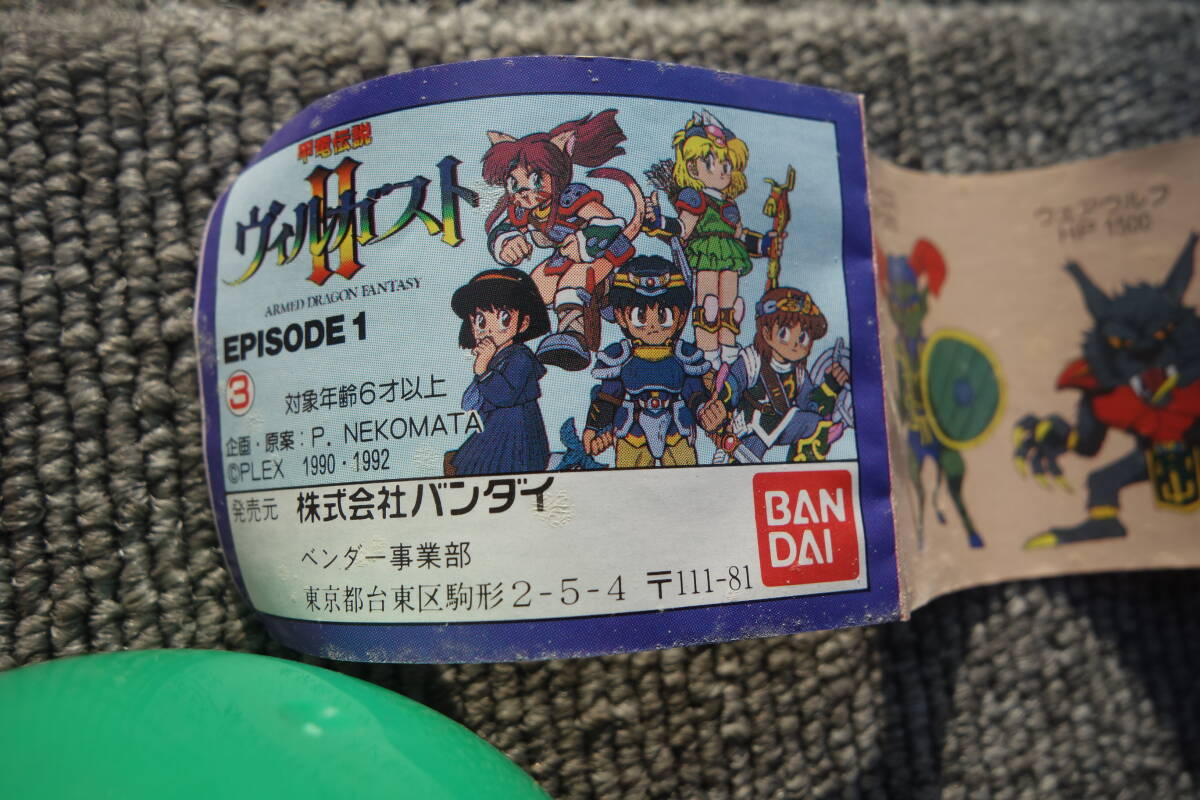 甲竜伝説
ヴィルガスト
II
ARMED DRAGON FANTASY
EPISODE 1
③ 対象年齢6才以上
企画・原案：P. NEKOMATA
©PLEX 1990・1992
発売元 株式会社バンダイ
ベンダー事業部
東京都台東区駒形2-5-4 〒111-81
BAN
DAI
ウェアウルフ
HP 1500